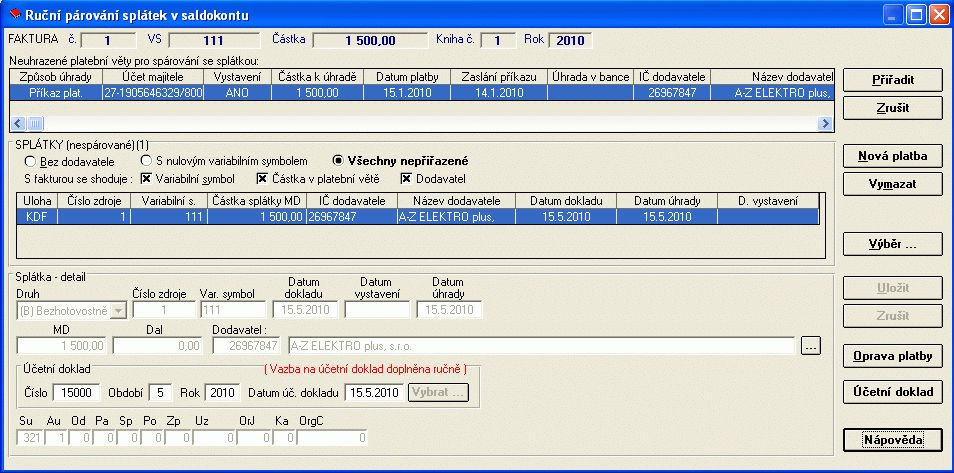 Ruční párování splátek v saldokontu
FAKTURA č. 1 VS 111 Částka 1 500,00 Kniha č. 1 Rok 2010
Neuhrazené platební věty pro spárování se splátkou:
Způsob úhrady Účet majitele Vystavení Částka k úhradě Datum platby Zaslání příkazu Úhrada v bance IČ dodavatele Název dodavatel
Příkaz plat. 27-1905646329/800 ANO 1 500,00 15.1.2010 14.1.2010 26967847 A-Z ELEKTRO plus,
Přiřadit
Zrušit
SPLÁTKY (nespárované)(1)
Bez dodavatele S nulovým variabilním symbolem Všechny nepřiřazené
S fakturou se shoduje : Variabilní symbol Částka v platební větě Dodavatel
Nová platba
Vymazat
Uloha Číslo zdroje Variabilní s. Částka splátky MD IČ dodavatele Název dodavatele Datum dokladu Datum úhrady D. vystavení
KDF 1 111 1 500,00 26967847 A-Z ELEKTRO plus, 15.5.2010 15.5.2010
Výběr ...
Splátka - detail
Druh Číslo zdroje Var. symbol Datum dokladu Datum vystavení Datum úhrady
(B) Bezhotovostně 1 111 15.5.2010 15.5.2010
Uložit
Zrušit
MD Dal Dodavatel :
1 500,00 0,00 26967847 A-Z ELEKTRO plus, s.r.o. ...
Oprava platby
Účetní doklad ( Vazba na účetní doklad doplněna ručně )
Číslo 15000 Období 5 Rok 2010 Datum úč. dokladu 15.5.2010 Vybrat ...
Účetní doklad
Su Au Od Pa Sp Po Zp Uz OrJ Ka OrgC
321 1 0 0 0 0 0 0 0 0 0
Nápověda